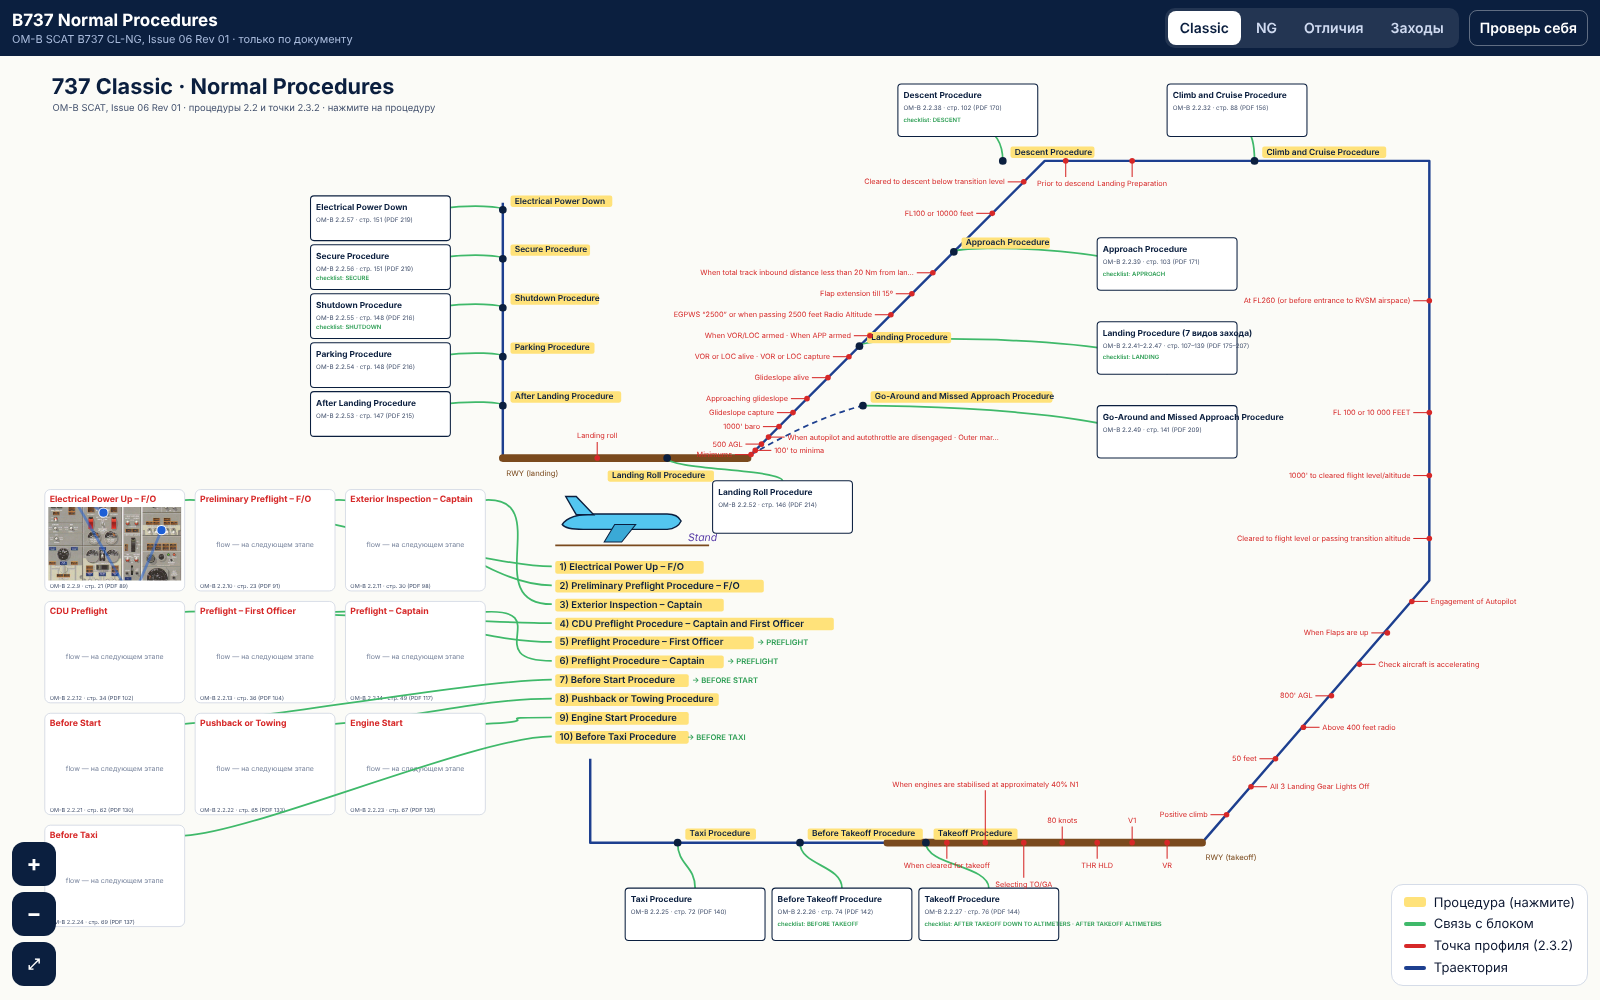 B737 Normal Procedures
OM-B SCAT B737 CL-NG, Issue 06 Rev 01 · только по документу
Classic
NG
Отличия
Заходы
Проверь себя
737 Classic · Normal Procedures
OM-B SCAT, Issue 06 Rev 01 · процедуры 2.2 и точки 2.3.2 · нажмите на процедуру
Descent Procedure
OM-B 2.2.38 · стр. 102 (PDF 170)
checklist: DESCENT
Climb and Cruise Procedure
OM-B 2.2.32 · стр. 88 (PDF 156)
Descent Procedure
Climb and Cruise Procedure
Cleared to descent below transition level
Prior to descend
Landing Preparation
FL100 or 10000 feet
Electrical Power Down
OM-B 2.2.57 · стр. 151 (PDF 219)
Electrical Power Down
Secure Procedure
OM-B 2.2.56 · стр. 151 (PDF 219)
checklist: SECURE
Secure Procedure
Shutdown Procedure
OM-B 2.2.55 · стр. 148 (PDF 216)
checklist: SHUTDOWN
Shutdown Procedure
Parking Procedure
OM-B 2.2.54 · стр. 148 (PDF 216)
Parking Procedure
After Landing Procedure
OM-B 2.2.53 · стр. 147 (PDF 215)
After Landing Procedure
Approach Procedure
Approach Procedure
OM-B 2.2.39 · стр. 103 (PDF 171)
checklist: APPROACH
When total track inbound distance less than 20 Nm from lan...
Flap extension till 15º
EGPWS "2500" or when passing 2500 feet Radio Altitude
When VOR/LOC armed · When APP armed
Landing Procedure
Landing Procedure (7 видов захода)
OM-B 2.2.41–2.2.47 · стр. 107–139 (PDF 175–207)
checklist: LANDING
VOR or LOC alive · VOR or LOC capture
Glideslope alive
Approaching glideslope
Glideslope capture
1000' baro
Go-Around and Missed Approach Procedure
Go-Around and Missed Approach Procedure
OM-B 2.2.49 · стр. 141 (PDF 209)
When autopilot and autothrottle are disengaged · Outer mar...
500 AGL
100' to minima
Minimums
At FL260 (or before entrance to RVSM airspace)
FL 100 or 10 000 FEET
1000' to cleared flight level/altitude
Cleared to flight level or passing transition altitude
Landing roll
RWY (landing)
Landing Roll Procedure
Landing Roll Procedure
OM-B 2.2.52 · стр. 146 (PDF 214)
Stand
Electrical Power Up – F/O
OM-B 2.2.9 · стр. 21 (PDF 89)
Preliminary Preflight – F/O
flow — на следующем этапе
OM-B 2.2.10 · стр. 23 (PDF 91)
Exterior Inspection – Captain
flow — на следующем этапе
OM-B 2.2.11 · стр. 30 (PDF 98)
CDU Preflight
flow — на следующем этапе
OM-B 2.2.12 · стр. 34 (PDF 102)
Preflight – First Officer
flow — на следующем этапе
OM-B 2.2.13 · стр. 36 (PDF 104)
Preflight – Captain
flow — на следующем этапе
OM-B 2.2.14 · стр. 49 (PDF 117)
Before Start
flow — на следующем этапе
OM-B 2.2.21 · стр. 62 (PDF 130)
Pushback or Towing
flow — на следующем этапе
OM-B 2.2.22 · стр. 65 (PDF 133)
Engine Start
flow — на следующем этапе
OM-B 2.2.23 · стр. 67 (PDF 135)
Before Taxi
flow — на следующем этапе
2.2.24 · стр. 69 (PDF 137)
1) Electrical Power Up – F/O
2) Preliminary Preflight Procedure – F/O
3) Exterior Inspection – Captain
4) CDU Preflight Procedure – Captain and First Officer
5) Preflight Procedure – First Officer → PREFLIGHT
6) Preflight Procedure – Captain → PREFLIGHT
7) Before Start Procedure → BEFORE START
8) Pushback or Towing Procedure
9) Engine Start Procedure
10) Before Taxi Procedure → BEFORE TAXI
Engagement of Autopilot
When Flaps are up
Check aircraft is accelerating
800' AGL
Above 400 feet radio
50 feet
All 3 Landing Gear Lights Off
Positive climb
When engines are stabilised at approximately 40% N1
80 knots
V1
Taxi Procedure
Before Takeoff Procedure
Takeoff Procedure
RWY (takeoff)
When cleared for takeoff
THR HLD
VR
Selecting TO/GA
Taxi Procedure
OM-B 2.2.25 · стр. 72 (PDF 140)
Before Takeoff Procedure
OM-B 2.2.26 · стр. 74 (PDF 142)
checklist: BEFORE TAKEOFF
Takeoff Procedure
OM-B 2.2.27 · стр. 76 (PDF 144)
checklist: AFTER TAKEOFF DOWN TO ALTIMETERS · AFTER TAKEOFF ALTIMETERS
+
−
⤢
Процедура (нажмите)
Связь с блоком
Точка профиля (2.3.2)
Траектория